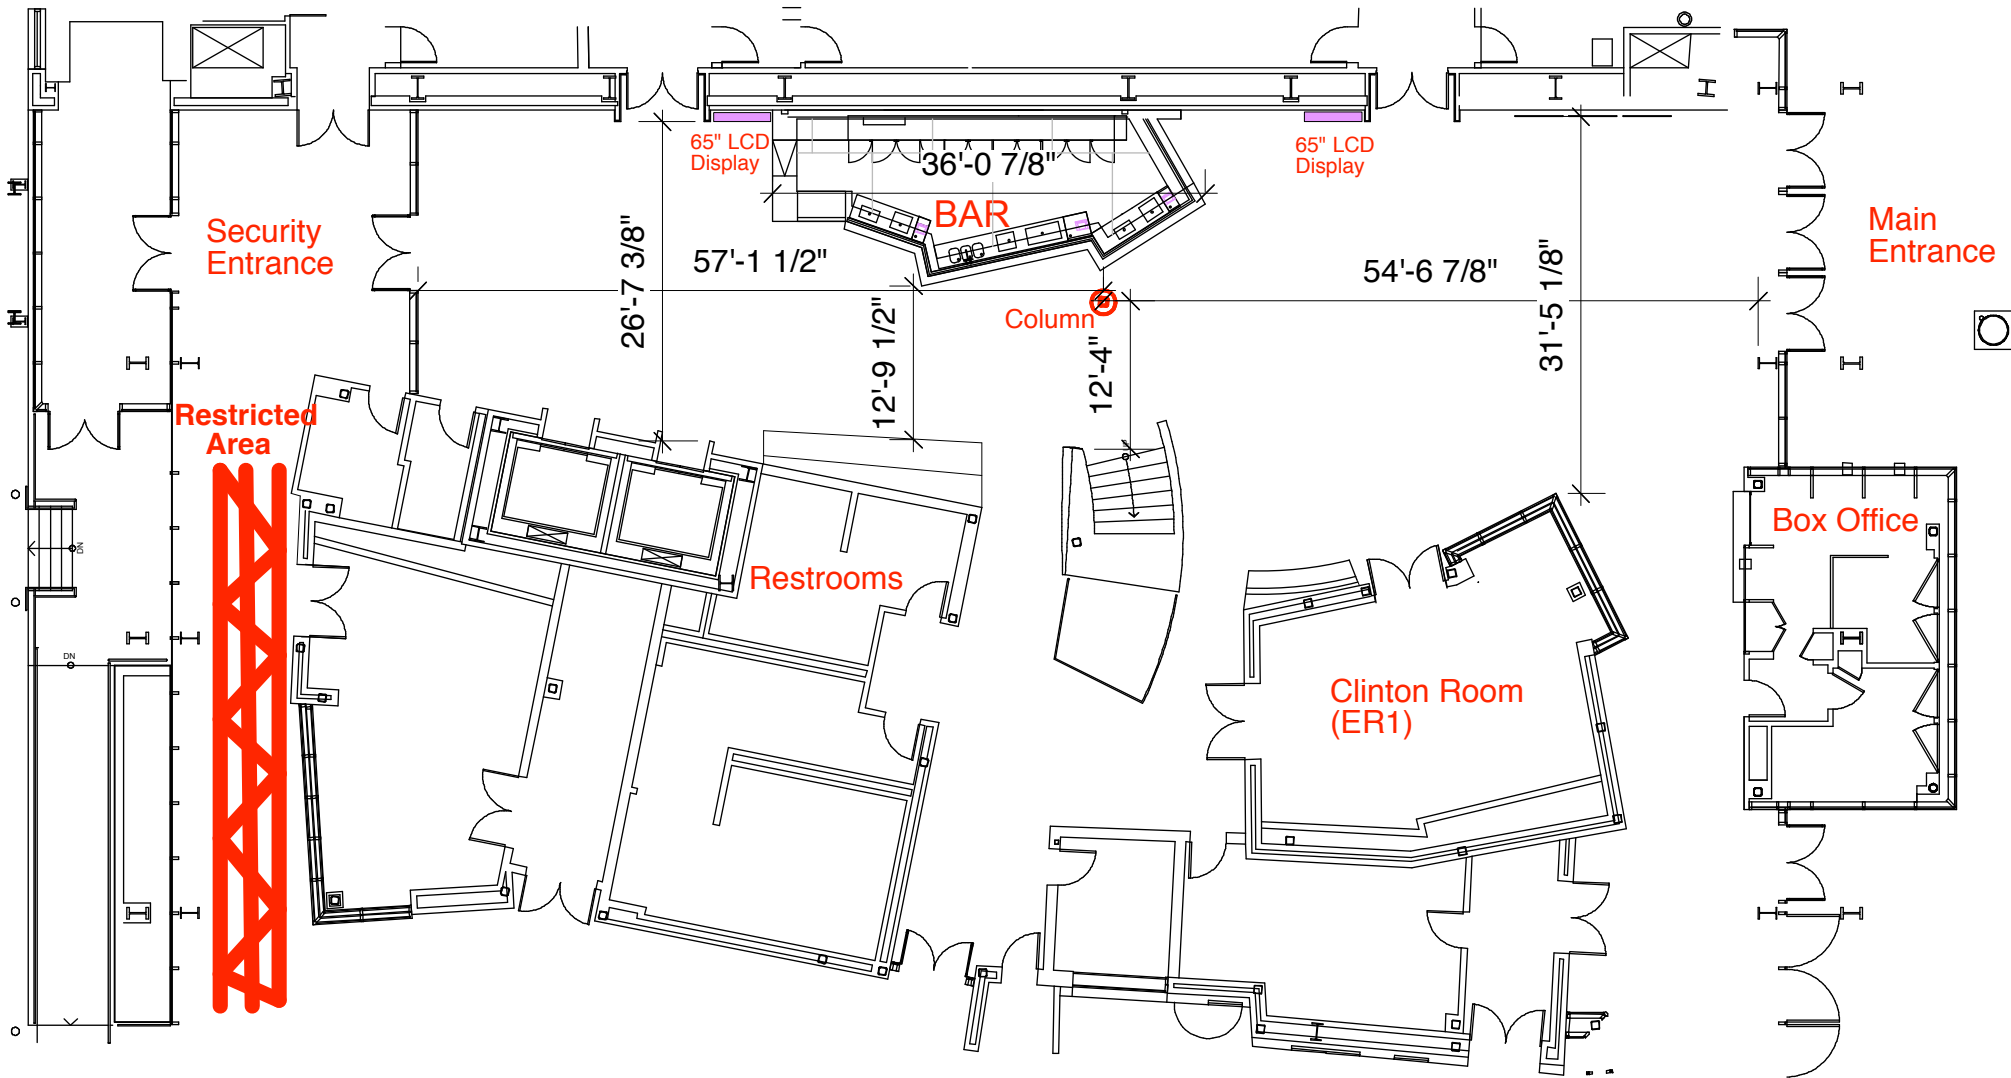 65" LCD
Display
65" LCD
Display
36'-0 7/8"
BAR
Security
Entrance
Main
Entrance
57'-1 1/2"
54'-6 7/8"
26'-7 3/8"
31'-5 1/8"
Column
12'-9 1/2"
12'-4"
Restricted
Area
Box Office
DN
Restrooms
DN
Clinton Room
(ER1)